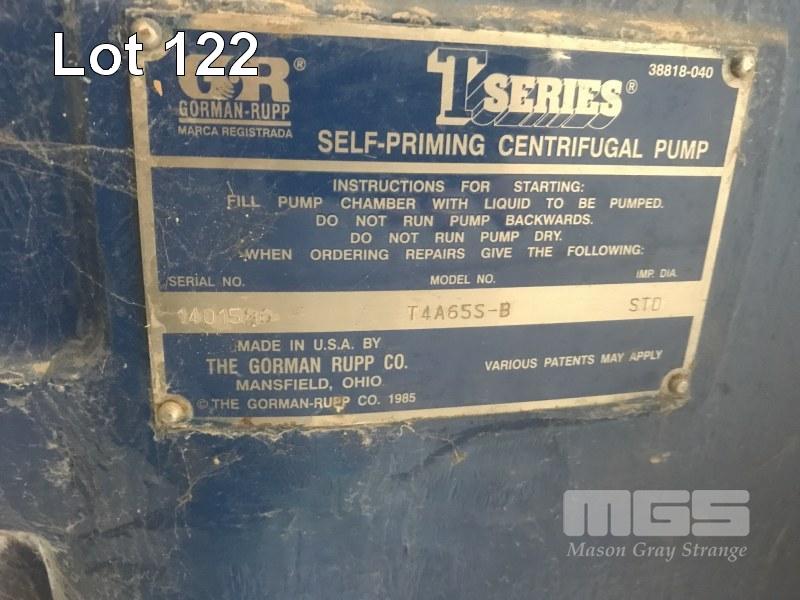 Lot 122
GR®
GORMAN-RUPP
MARCA REGISTRADA
T SERIES®
38818-040
SELF-PRIMING CENTRIFUGAL PUMP
INSTRUCTIONS FOR STARTING:
FILL PUMP CHAMBER WITH LIQUID TO BE PUMPED.
DO NOT RUN PUMP BACKWARDS.
DO NOT RUN PUMP DRY.
WHEN ORDERING REPAIRS GIVE THE FOLLOWING:
SERIAL NO. MODEL NO. IMP. DIA.
T4A65S-B STD
MADE IN U.S.A. BY
THE GORMAN RUPP CO.
MANSFIELD, OHIO
VARIOUS PATENTS MAY APPLY
© THE GORMAN-RUPP CO. 1985
MGS
Mason Gray Strange